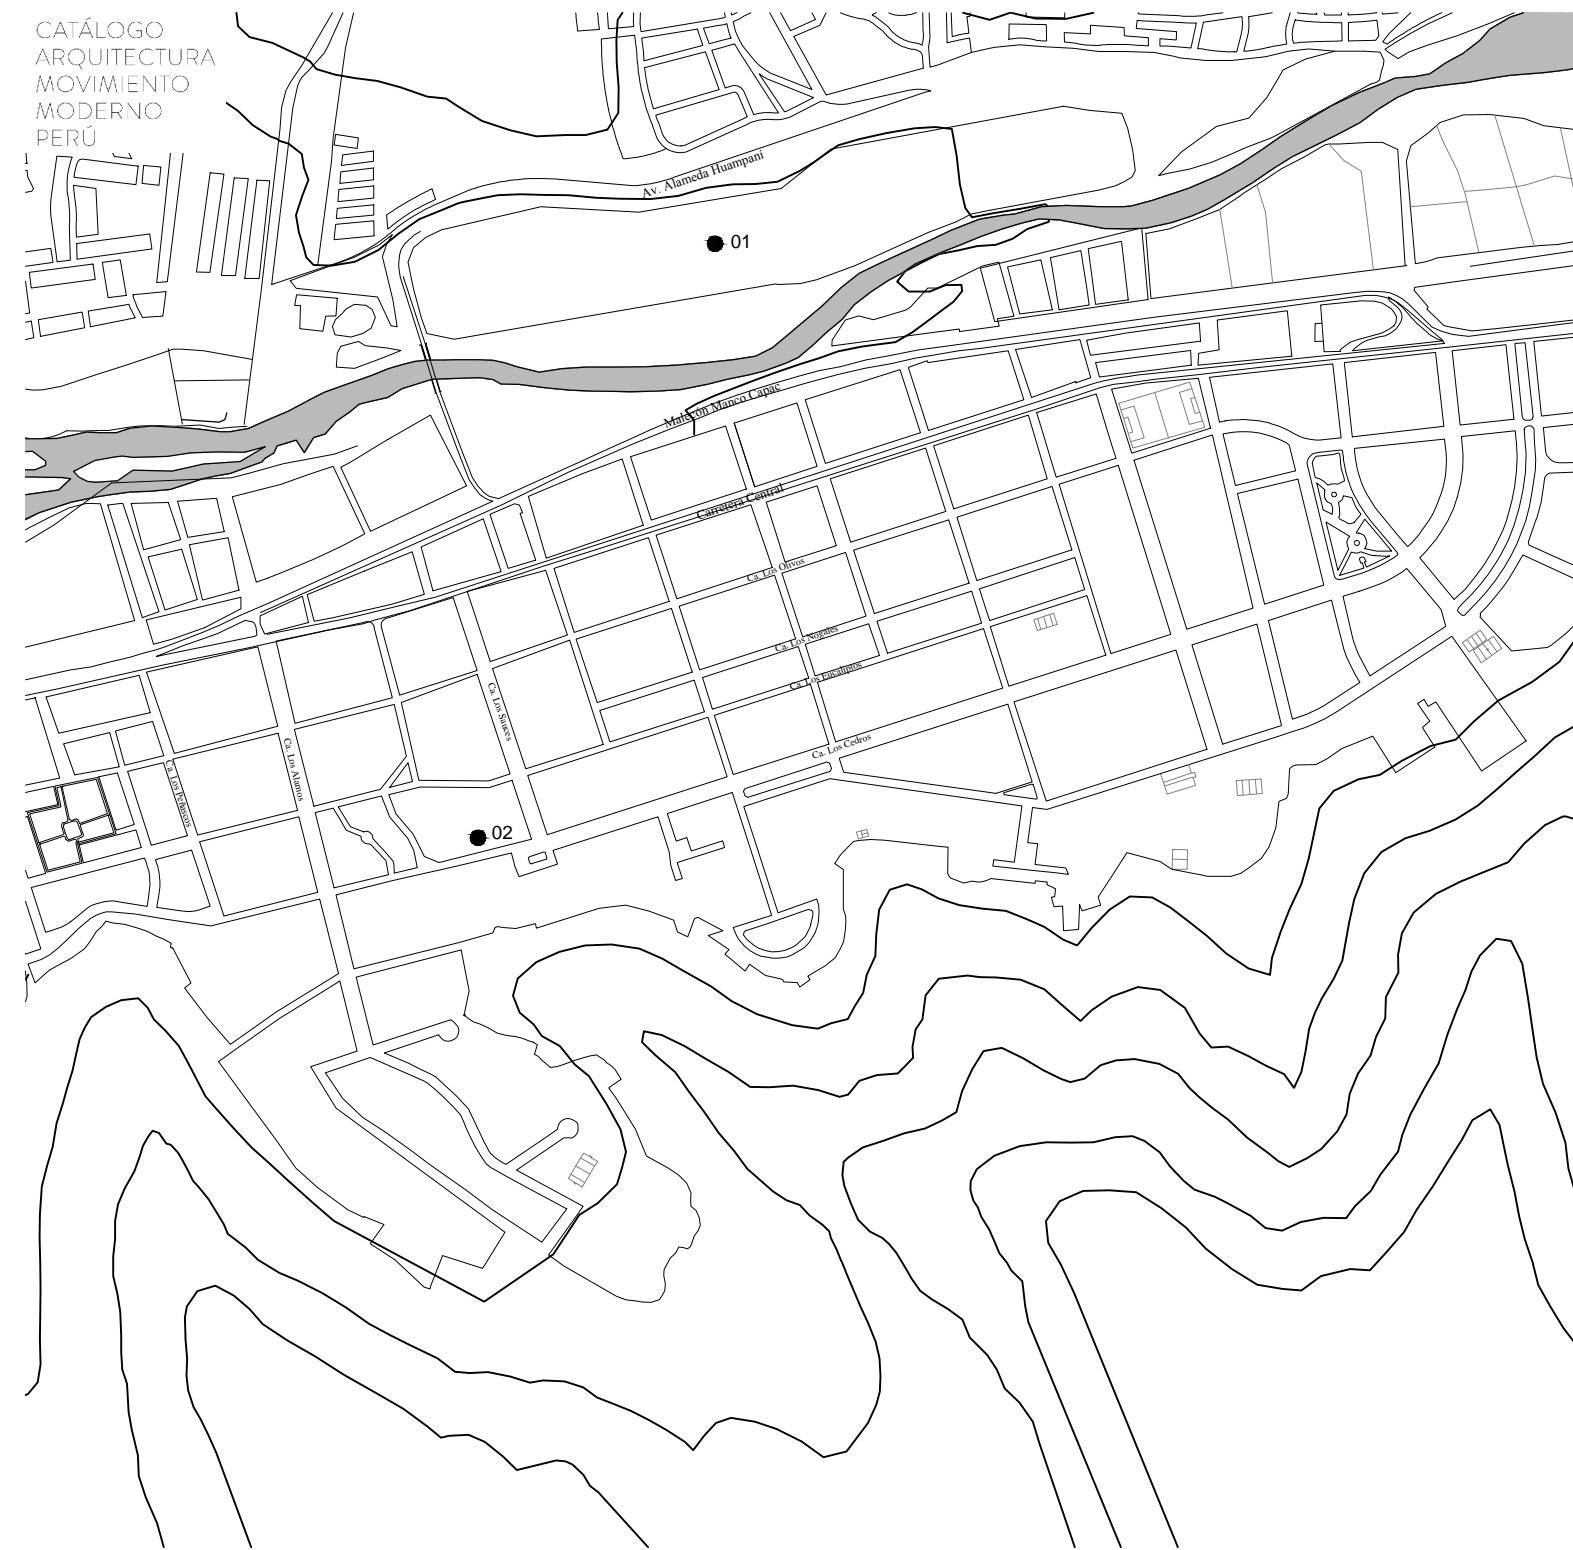 CATÁLOGO
ARQUITECTURA
MOVIMIENTO
MODERNO
PERÚ
Av. Alameda Huampaní
01
Malecón Manco Capac
Carretera Central
Ca. Los Olivos
Ca. Los Nogales
Ca. Los Eucaliptos
Ca. Los Sauces
Ca. Los Cedros
Ca. Los Alamos
Ca. Los Peñascos
02